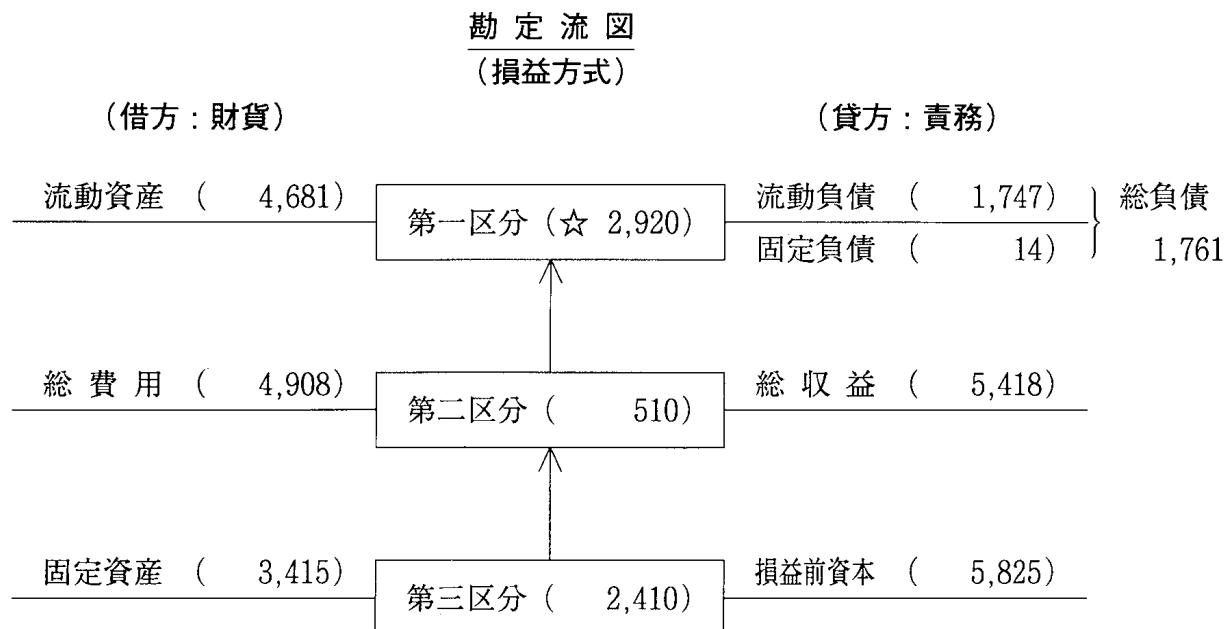 勘定流図
(損益方式)
(借方：財貨) (貸方：責務)
流動資産 ( 4,681) 第一区分 (☆ 2,920) 流動負債 ( 1,747) 総負債
固定負債 ( 14) 1,761
総費用 ( 4,908) 第二区分 ( 510) 総収益 ( 5,418)
固定資産 ( 3,415) 第三区分 ( 2,410) 損益前資本 ( 5,825)